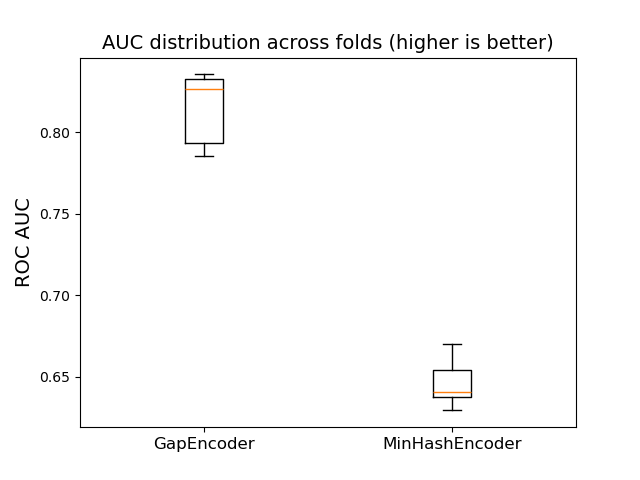 AUC distribution across folds (higher is better)
ROC AUC
0.80
0.75
0.70
0.65
GapEncoder
MinHashEncoder